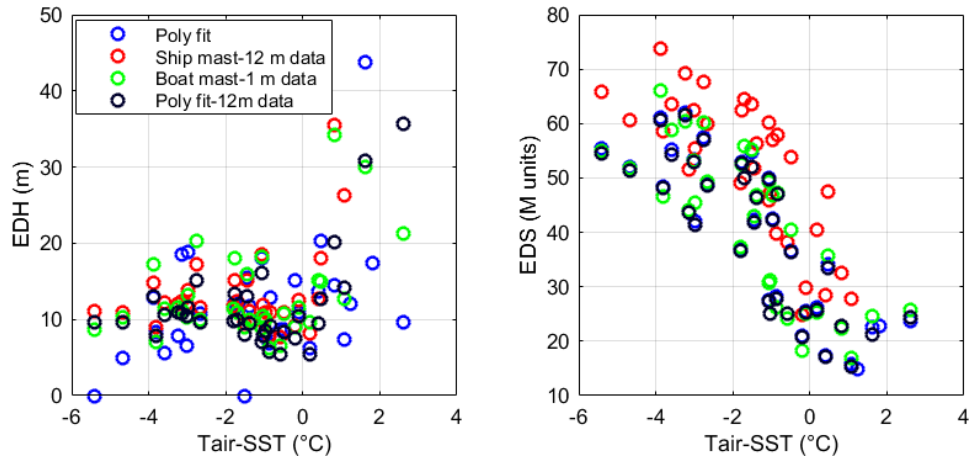 50
40
30
20
10
0
EDH (m)
Poly fit
Ship mast-12 m data
Boat mast-1 m data
Poly fit-12m data
-6 -4 -2 0 2 4
Tair-SST (°C)
80
70
60
50
40
30
20
10
EDS (M units)
-6 -4 -2 0 2 4
Tair-SST (°C)